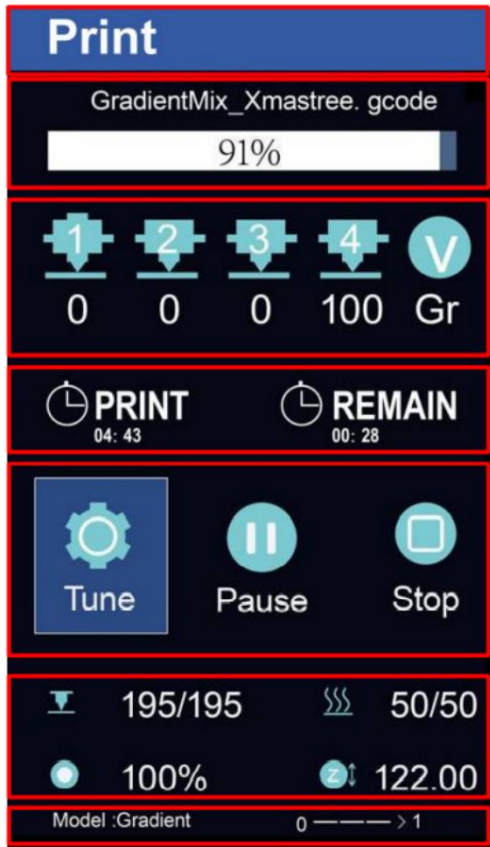 Print
GradientMix_Xmastree. gcode
91%
1 2 3 4 V
0 0 0 100 Gr
PRINT REMAIN
04: 43 00: 28
Tune Pause Stop
195/195 50/50
100% Z 122.00
Model :Gradient 0 ——— > 1